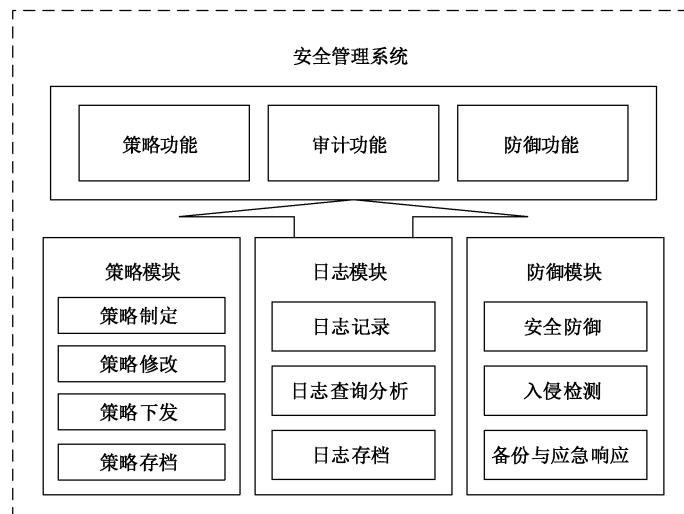 安全管理系统
策略功能
审计功能
防御功能
策略模块
策略制定
策略修改
策略下发
策略存档
日志模块
日志记录
日志查询分析
日志存档
防御模块
安全防御
入侵检测
备份与应急响应